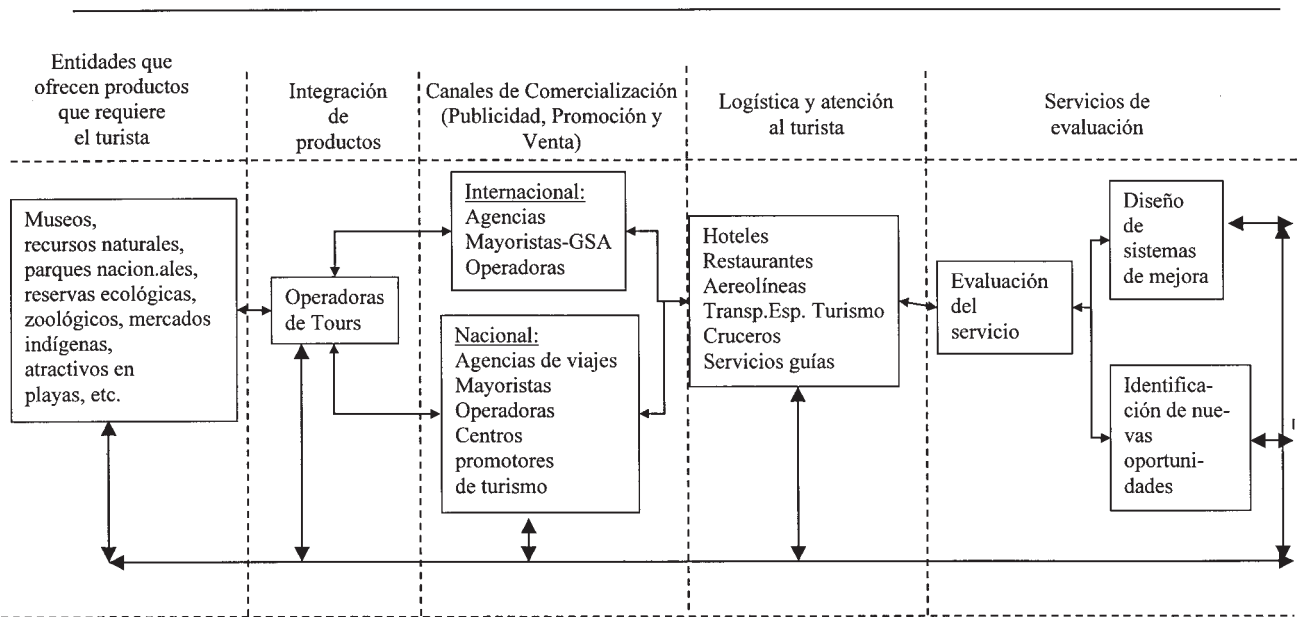 Entidades que
ofrecen productos
que requiere
el turista
Integración
de
productos
Canales de Comercialización
(Publicidad, Promoción y
Venta)
Logística y atención
al turista
Servicios de
evaluación
Museos,
recursos naturales,
parques nacion.ales,
reservas ecológicas,
zoológicos, mercados
indígenas,
atractivos en
playas, etc.
Operadoras
de Tours
Internacional:
Agencias
Mayoristas-GSA
Operadoras
Nacional:
Agencias de viajes
Mayoristas
Operadoras
Centros
promotores
de turismo
Hoteles
Restaurantes
Aereolíneas
Transp.Esp. Turismo
Cruceros
Servicios guías
Evaluación
del
servicio
Diseño
de
sistemas
de mejora
Identifica-
ción de nue-
vas
oportuni-
dades